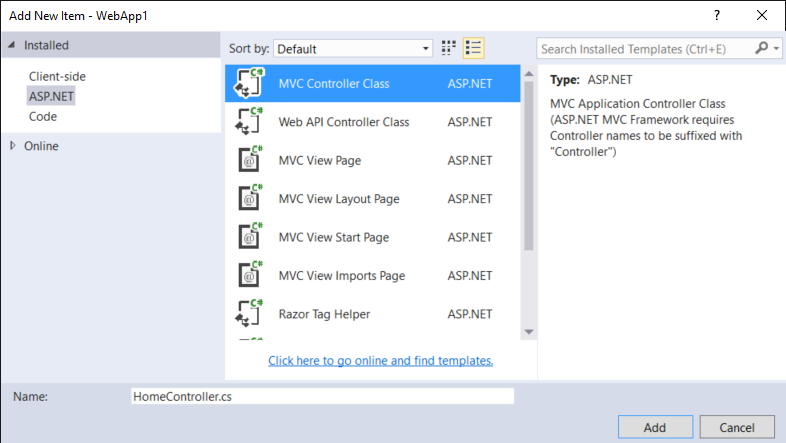 Add New Item - WebApp1
? ✕
Installed
Client-side
ASP.NET
Code
Online
Sort by: Default
Search Installed Templates (Ctrl+E)
C# MVC Controller Class ASP.NET
C# Web API Controller Class ASP.NET
C# @ MVC View Page ASP.NET
C# @ MVC View Layout Page ASP.NET
C# @ MVC View Start Page ASP.NET
C# @ MVC View Imports Page ASP.NET
C# Razor Tag Helper ASP.NET
C#
Click here to go online and find templates.
Type: ASP.NET
MVC Application Controller Class
(ASP.NET MVC Framework requires
Controller names to be suffixed with
"Controller")
Name: HomeController.cs
Add Cancel